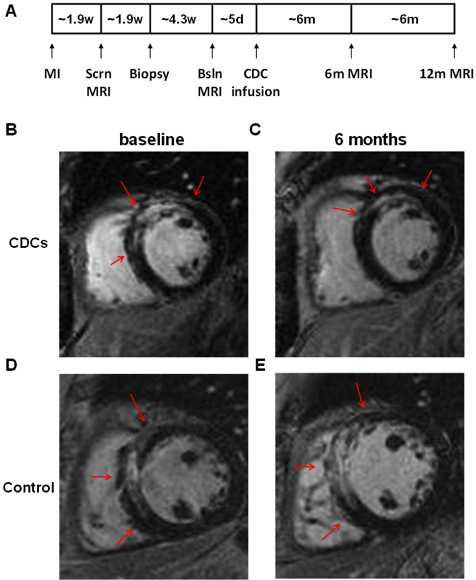 A
~1.9w ~1.9w ~4.3w ~5d ~6m ~6m
MI Scrn MRI Biopsy Bsln MRI CDC infusion 6m MRI 12m MRI
B baseline C 6 months
CDCs
D E
Control